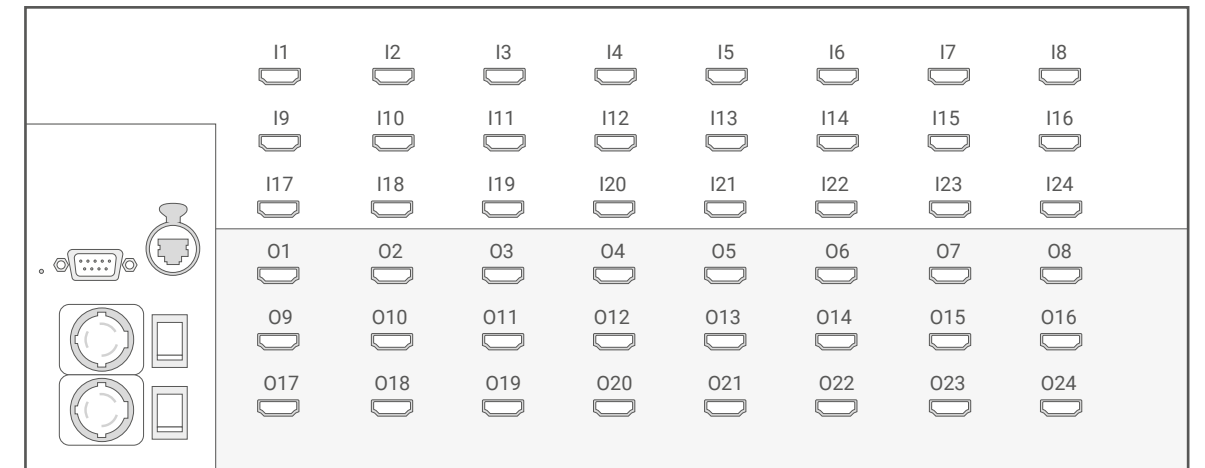 I1 I2 I3 I4 I5 I6 I7 I8
I9 I10 I11 I12 I13 I14 I15 I16
I17 I18 I19 I20 I21 I22 I23 I24
O1 O2 O3 O4 O5 O6 O7 O8
O9 O10 O11 O12 O13 O14 O15 O16
O17 O18 O19 O20 O21 O22 O23 O24